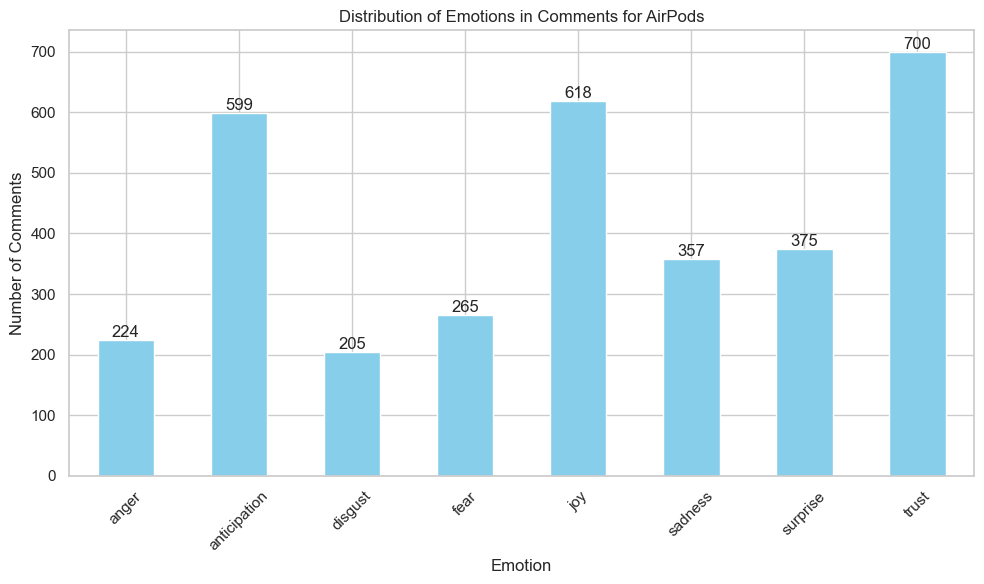 Distribution of Emotions in Comments for AirPods
Number of Comments
700
600
500
400
300
200
100
0
224
599
205
265
618
357
375
700
anger
anticipation
disgust
fear
joy
sadness
surprise
trust
Emotion